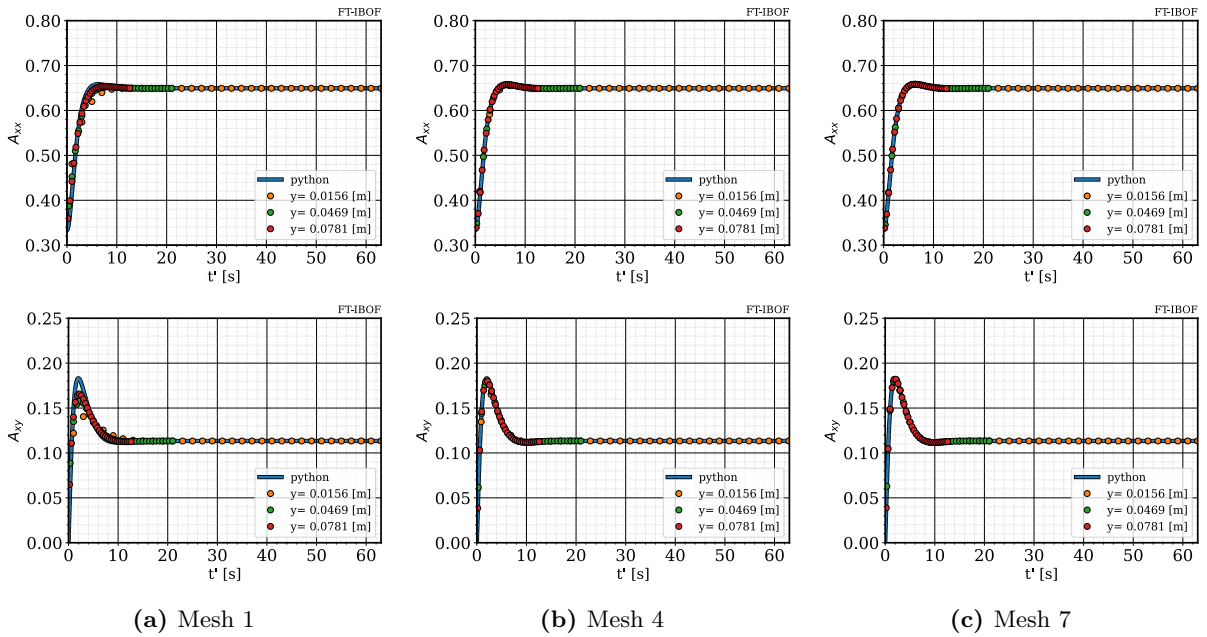 FT-IBOF
0.80
0.70
0.60
0.50
0.40
0.30
Axx
python
y= 0.0156 [m]
y= 0.0469 [m]
y= 0.0781 [m]
0 10 20 30 40 50 60
t' [s]
FT-IBOF
0.80
0.70
0.60
0.50
0.40
0.30
Axx
python
y= 0.0156 [m]
y= 0.0469 [m]
y= 0.0781 [m]
0 10 20 30 40 50 60
t' [s]
FT-IBOF
0.80
0.70
0.60
0.50
0.40
0.30
Axx
python
y= 0.0156 [m]
y= 0.0469 [m]
y= 0.0781 [m]
0 10 20 30 40 50 60
t' [s]
FT-IBOF
0.25
0.20
0.15
0.10
0.05
0.00
Axy
python
y= 0.0156 [m]
y= 0.0469 [m]
y= 0.0781 [m]
0 10 20 30 40 50 60
t' [s]
FT-IBOF
0.25
0.20
0.15
0.10
0.05
0.00
Axy
python
y= 0.0156 [m]
y= 0.0469 [m]
y= 0.0781 [m]
0 10 20 30 40 50 60
t' [s]
FT-IBOF
0.25
0.20
0.15
0.10
0.05
0.00
Axy
python
y= 0.0156 [m]
y= 0.0469 [m]
y= 0.0781 [m]
0 10 20 30 40 50 60
t' [s]
(a) Mesh 1
(b) Mesh 4
(c) Mesh 7